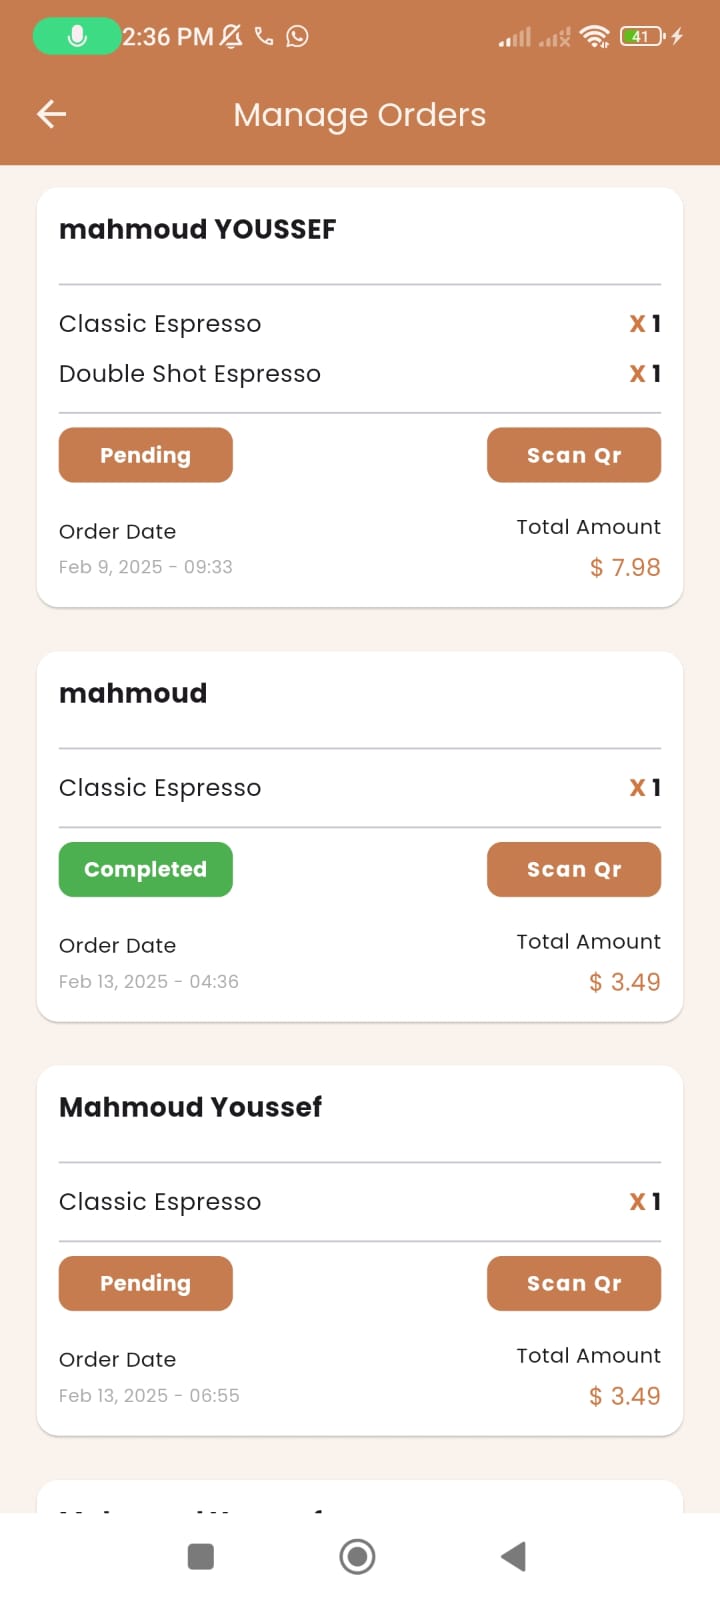 2:36 PM
41
Manage Orders
mahmoud YOUSSEF
Classic Espresso X 1
Double Shot Espresso X 1
Pending Scan Qr
Order Date Total Amount
Feb 9, 2025 - 09:33 $ 7.98
mahmoud
Classic Espresso X 1
Completed Scan Qr
Order Date Total Amount
Feb 13, 2025 - 04:36 $ 3.49
Mahmoud Youssef
Classic Espresso X 1
Pending Scan Qr
Order Date Total Amount
Feb 13, 2025 - 06:55 $ 3.49